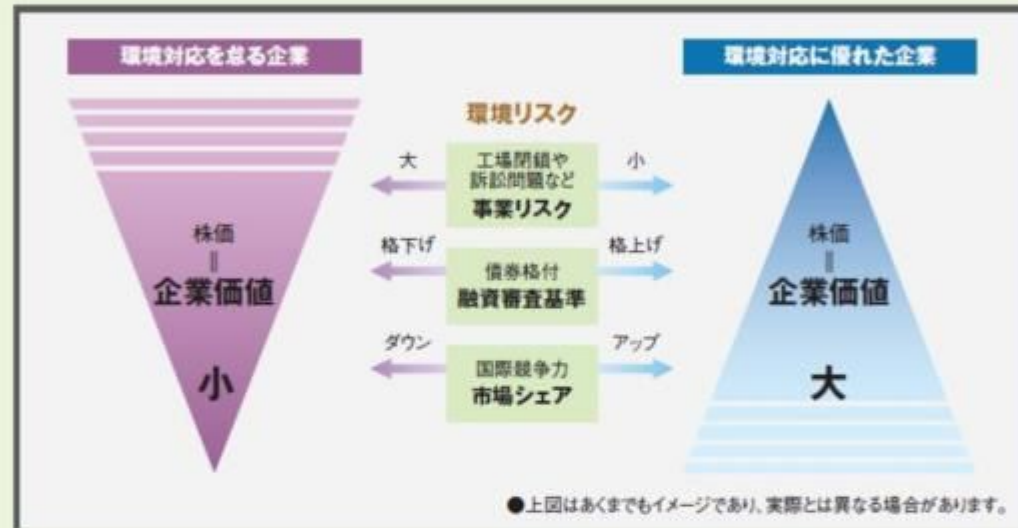 環境対応を怠る企業
環境対応に優れた企業
環境リスク
大
工場閉鎖や
訴訟問題など
事業リスク
小
株価
||
企業価値
小
格下げ
債券格付
融資審査基準
格上げ
ダウン
国際競争力
市場シェア
アップ
株価
||
企業価値
大
●上図はあくまでもイメージであり、実際とは異なる場合があります。